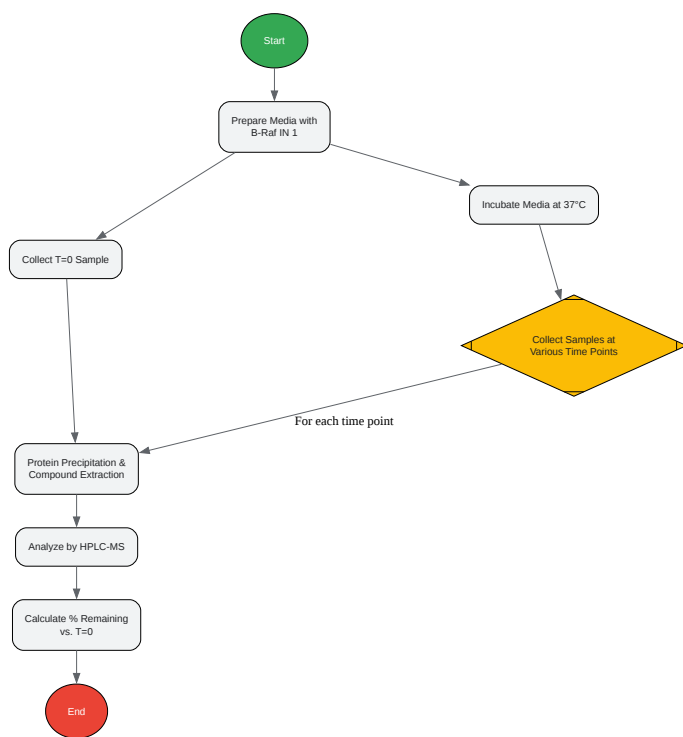 Start
Prepare Media with
B-Raf IN 1
Incubate Media at 37°C
Collect T=0 Sample
Collect Samples at
Various Time Points
For each time point
Protein Precipitation &
Compound Extraction
Analyze by HPLC-MS
Calculate % Remaining
vs. T=0
End